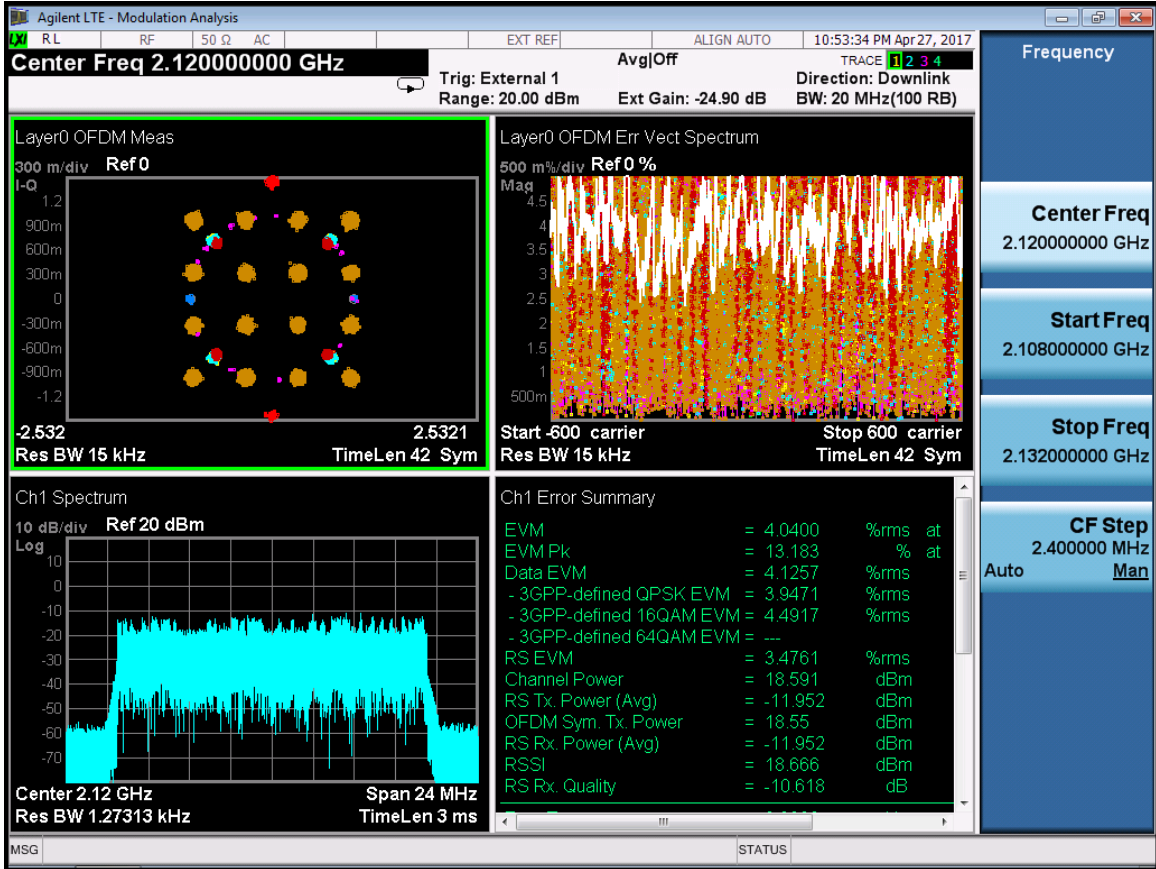 Agilent LTE - Modulation Analysis
LXI RL RF 50 Ω AC EXT REF ALIGN AUTO 10:53:34 PM Apr 27, 2017
Center Freq 2.120000000 GHz
Avg|Off
TRACE 1 2 3 4
Trig: External 1
Direction: Downlink
Range: 20.00 dBm Ext Gain: -24.90 dB BW: 20 MHz(100 RB)
Layer0 OFDM Meas
300 m/div Ref 0
I-Q
1.2
900m
600m
300m
0
-300m
-600m
-900m
-1.2
-2.532 2.5321
Res BW 15 kHz TimeLen 42 Sym
Layer0 OFDM Err Vect Spectrum
500 m%/div Ref 0 %
Mag
4.5
4
3.5
3
2.5
2
1.5
1
500m
Start -600 carrier Stop 600 carrier
Res BW 15 kHz TimeLen 42 Sym
Ch1 Spectrum
10 dB/div Ref 20 dBm
Log
10
0
-10
-20
-30
-40
-50
-60
-70
Center 2.12 GHz Span 24 MHz
Res BW 1.27313 kHz TimeLen 3 ms
Ch1 Error Summary
EVM = 4.0400 %rms at
EVM Pk = 13.183 % at
Data EVM = 4.1257 %rms
- 3GPP-defined QPSK EVM = 3.9471 %rms
- 3GPP-defined 16QAM EVM = 4.4917 %rms
- 3GPP-defined 64QAM EVM = ---
RS EVM = 3.4761 %rms
Channel Power = 18.591 dBm
RS Tx. Power (Avg) = -11.952 dBm
OFDM Sym. Tx. Power = 18.55 dBm
RS Rx. Power (Avg) = -11.952 dBm
RSSI = 18.666 dBm
RS Rx. Quality = -10.618 dB
Frequency
Center Freq
2.120000000 GHz
Start Freq
2.108000000 GHz
Stop Freq
2.132000000 GHz
CF Step
2.400000 MHz
Auto Man
MSG STATUS